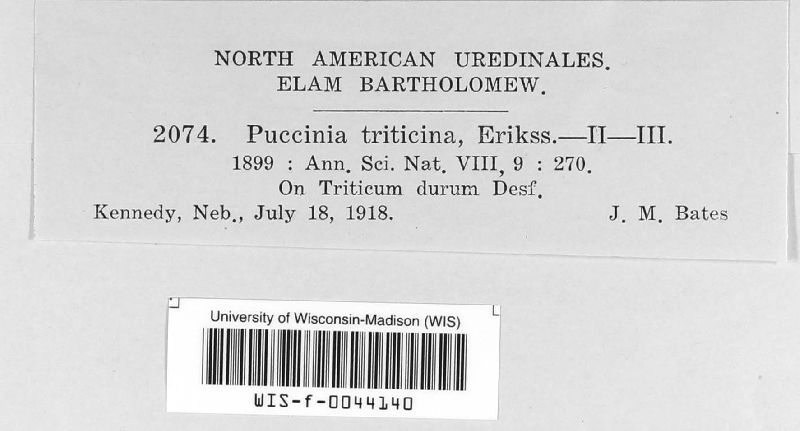 NORTH AMERICAN UREDINALES.
ELAM BARTHOLOMEW.
2074. Puccinia triticina, Erikss.—II—III.
1899 : Ann. Sci. Nat. VIII, 9 : 270.
On Triticum durum Desf.
Kennedy, Neb., July 18, 1918. J. M. Bates
University of Wisconsin-Madison (WIS)
WIS-f-0044140